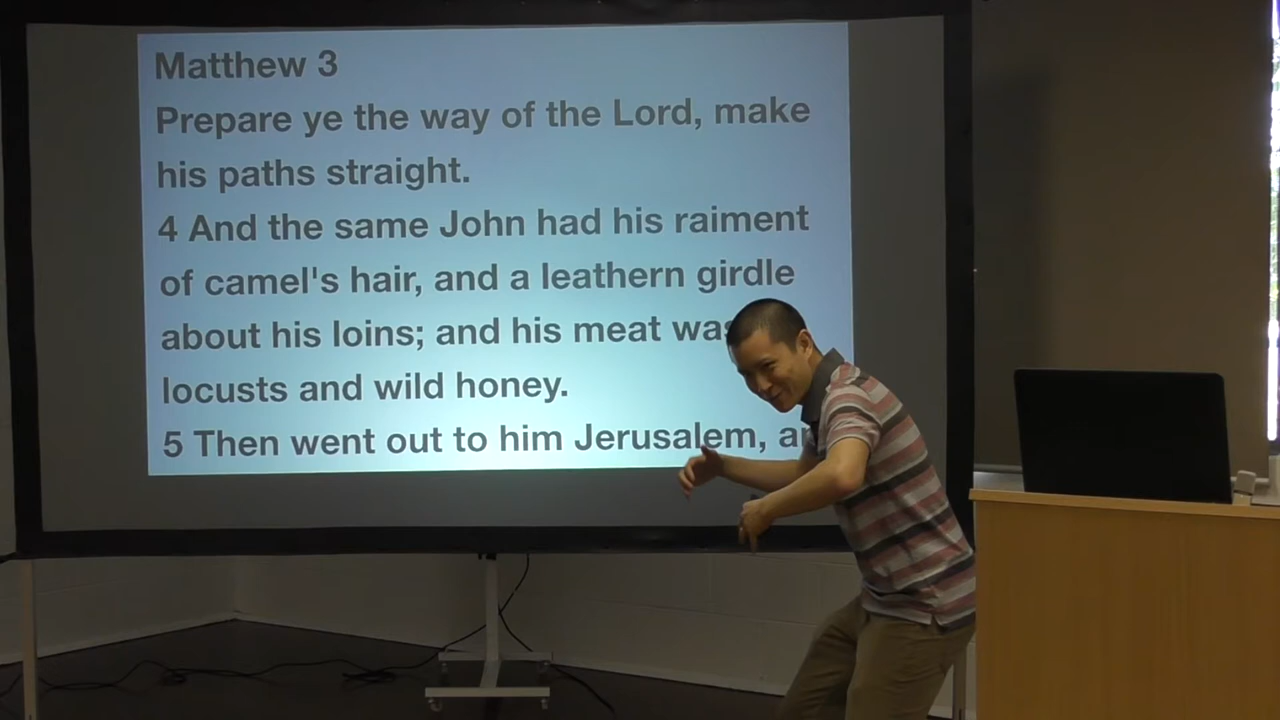 Matthew 3
Prepare ye the way of the Lord, make
his paths straight.
4 And the same John had his raiment
of camel's hair, and a leathern girdle
about his loins; and his meat was
locusts and wild honey.
5 Then went out to him Jerusalem,